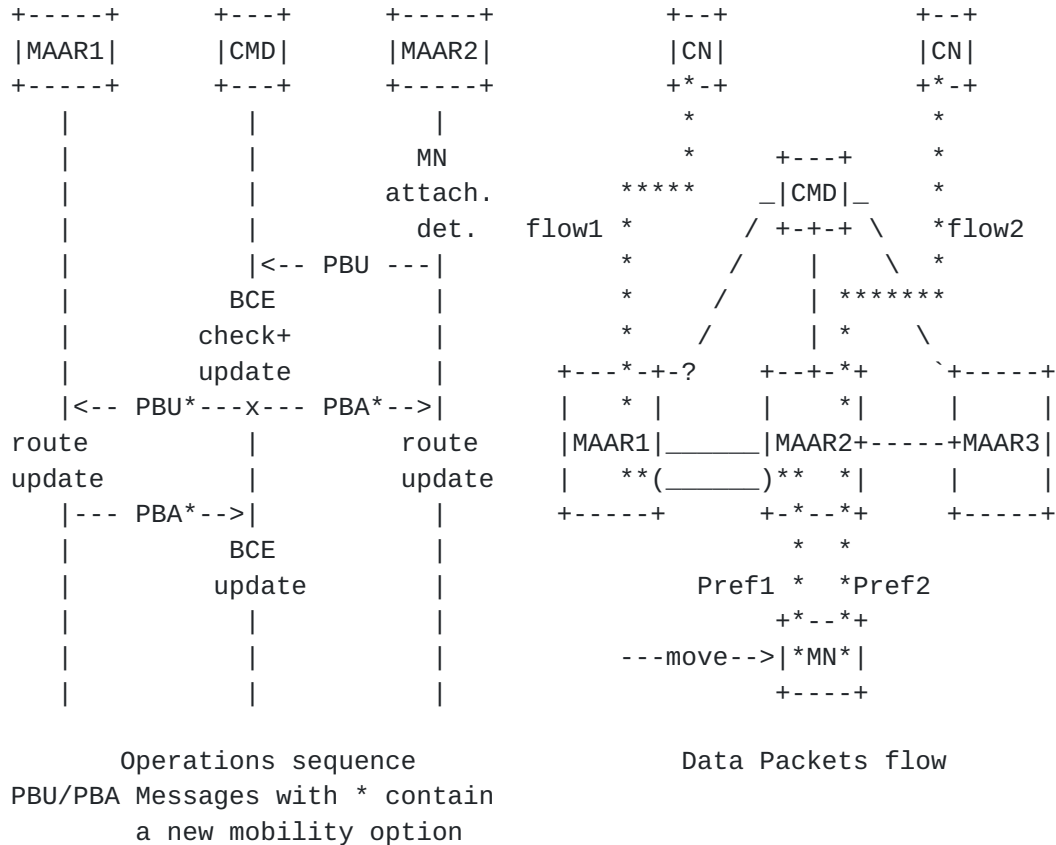 +-----+      +---+      +-----+           +--+            +--+
|MAAR1|      |CMD|      |MAAR2|           |CN|            |CN|
+-----+      +---+      +-----+           +*-+            +*-+
   |           |           |               *               *
   |           |          MN               *     +---+     *
   |           |        attach.        *****    _|CMD|_    *
   |           |          det.   flow1 *       / +-+-+ \   *flow2
   |           |<-- PBU ---|           *      /    |    \  *
   |          BCE          |           *     /     | *******
   |        check+         |           *    /      | *    \
   |        update         |       +---*-+-?    +--+-*+    `+-----+
   |<-- PBU*---x--- PBA*-->|       |   * |      |    *|     |     |
route          |         route     |MAAR1|______|MAAR2+-----+MAAR3|
update         |         update    |   **(______)**  *|     |     |
   |--- PBA*-->|           |       +-----+      +-*--*+     +-----+
   |          BCE          |                      *  *
   |         update        |                Pref1 *  *Pref2
   |           |           |                     +*--*+
   |           |           |           ---move-->|*MN*|
   |           |           |                     +----+
Operations sequence                  Data Packets flow
PBU/PBA Messages with * contain
a new mobility option